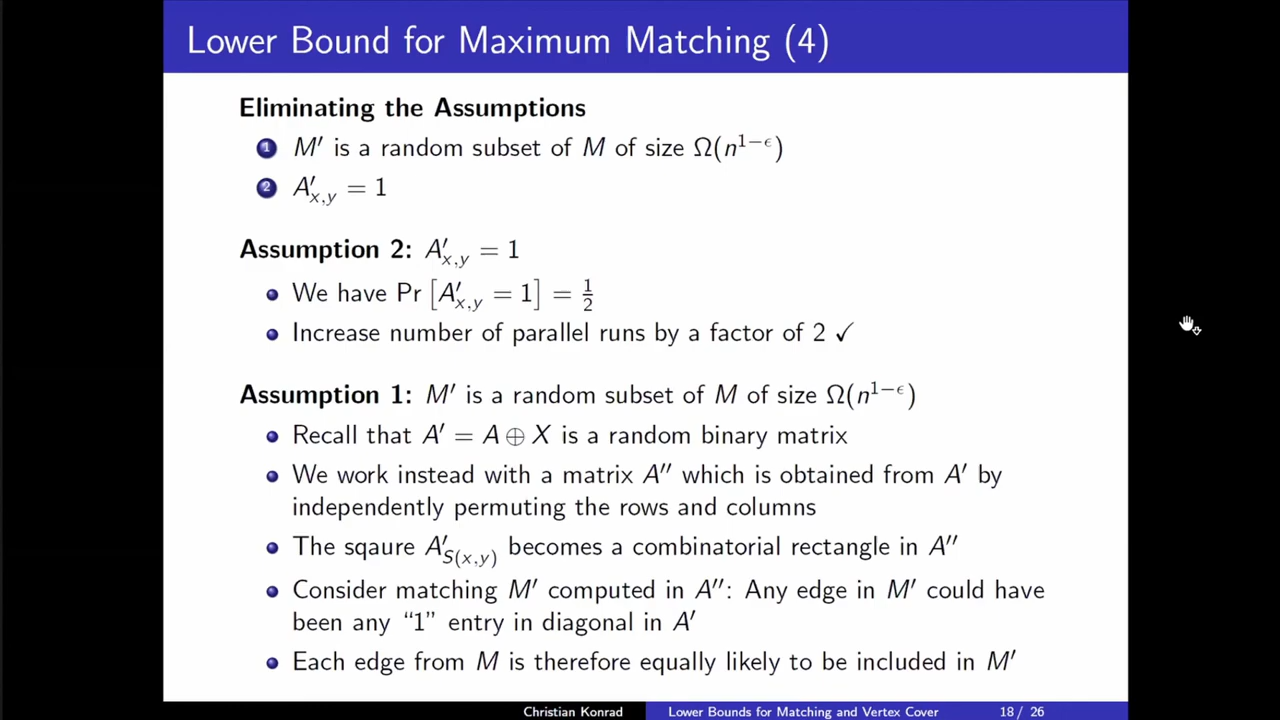 Lower Bound for Maximum Matching (4)
Eliminating the Assumptions
1 M′ is a random subset of M of size Ω(n^{1−ϵ})
2 A′_{x,y} = 1
Assumption 2: A′_{x,y} = 1
• We have Pr [A′_{x,y} = 1] = 1/2
• Increase number of parallel runs by a factor of 2 ✓
Assumption 1: M′ is a random subset of M of size Ω(n^{1−ϵ})
• Recall that A′ = A ⊕ X is a random binary matrix
• We work instead with a matrix A″ which is obtained from A′ by
independently permuting the rows and columns
• The sqaure A′_{S(x,y)} becomes a combinatorial rectangle in A″
• Consider matching M′ computed in A″: Any edge in M′ could have
been any “1” entry in diagonal in A′
• Each edge from M is therefore equally likely to be included in M′
Christian Konrad Lower Bounds for Matching and Vertex Cover 18 / 26